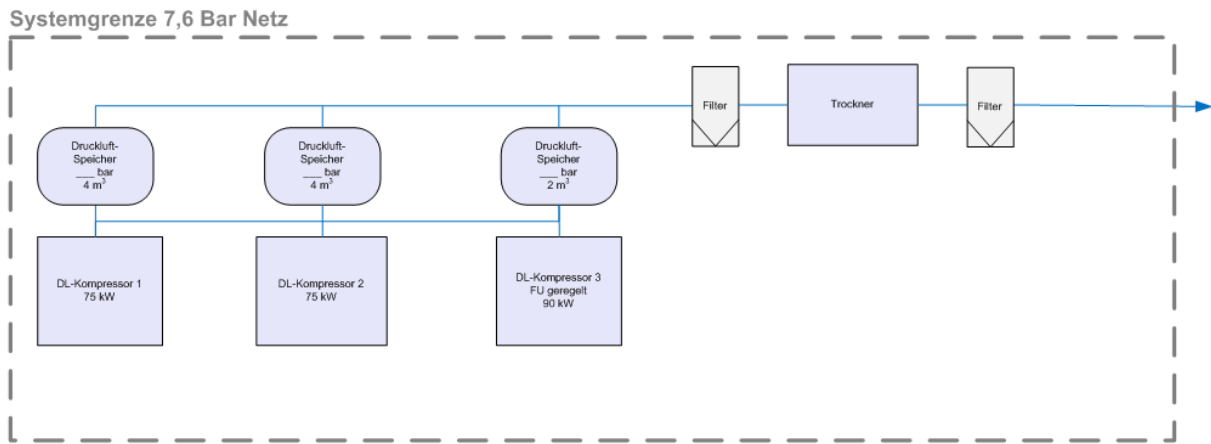 Systemgrenze 7,6 Bar Netz
Filter
Trockner
Filter
Druckluft-
Speicher
___ bar
4 m³
Druckluft-
Speicher
___ bar
4 m³
Druckluft-
Speicher
___ bar
2 m³
DL-Kompressor 1
75 kW
DL-Kompressor 2
75 kW
DL-Kompressor 3
FU geregelt
90 kW